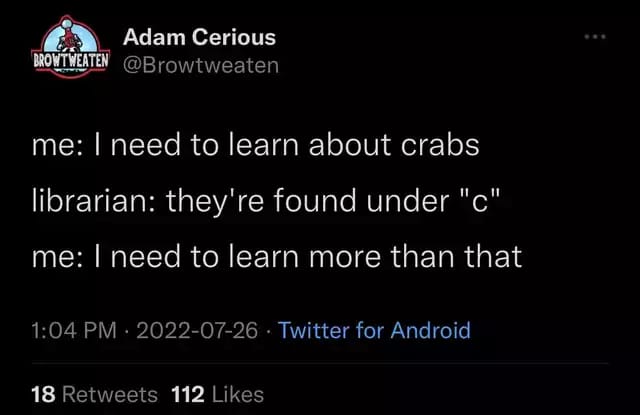 BROWTWEATEN
Adam Cerious
@Browtweaten
me: I need to learn about crabs
librarian: they're found under "c"
me: I need to learn more than that
1:04 PM · 2022-07-26 · Twitter for Android
18 Retweets 112 Likes